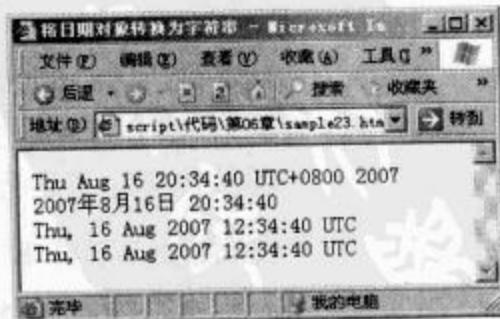 将日期对象转换为字符串 - Microsoft In
文件(F) 编辑(E) 查看(V) 收藏(A) 工具(T »
后退 搜索 收藏夹 »
地址(D) script\代码\第06章\sample23.htm 转到
Thu Aug 16 20:34:40 UTC+0800 2007
2007年8月16日 20:34:40
Thu, 16 Aug 2007 12:34:40 UTC
Thu, 16 Aug 2007 12:34:40 UTC
完毕 我的电脑